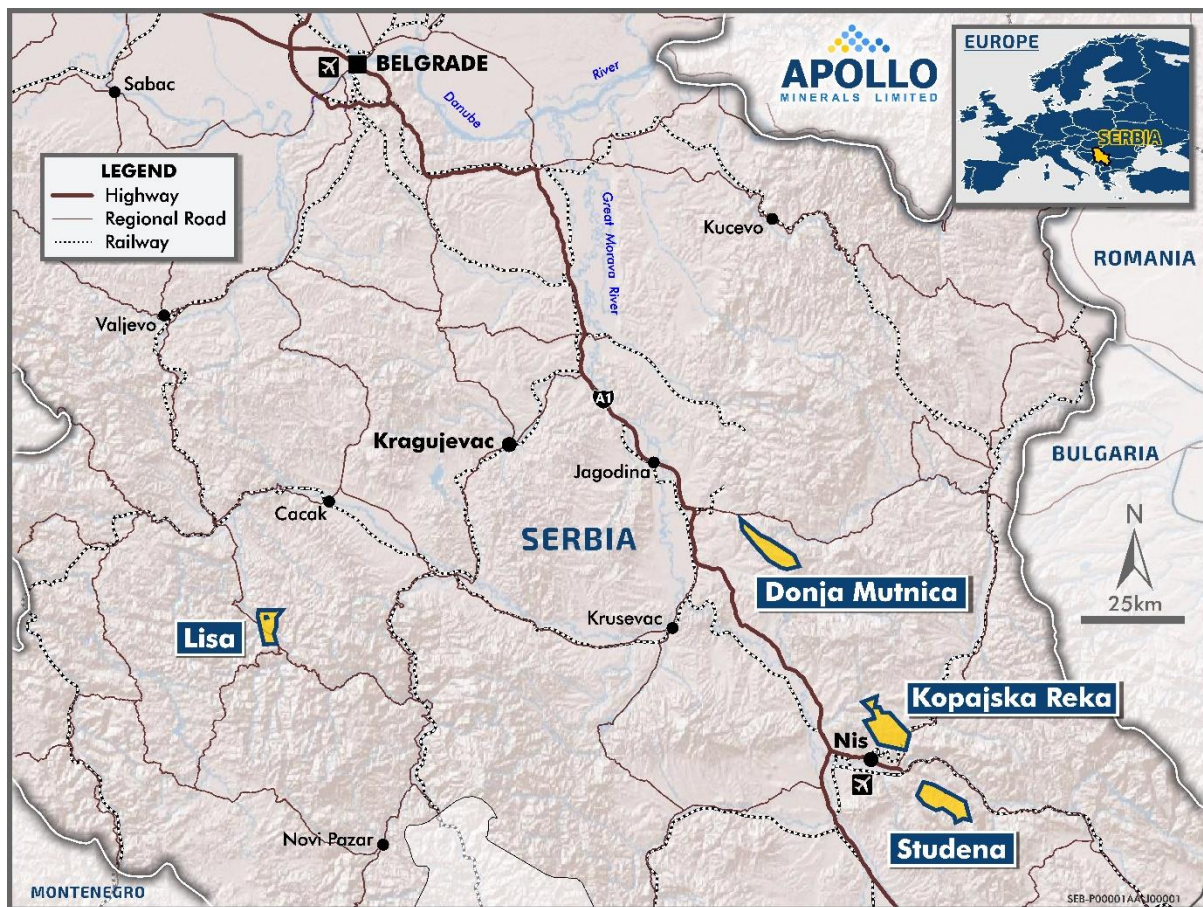 APOLLO
MINERALS LIMITED
EUROPE
SERBIA
BELGRADE
Sabac
Danube
River
LEGEND
Highway
Regional Road
Railway
Great Morava River
Kucevo
ROMANIA
Valjevo
A1
Kragujevac
Jagodina
BULGARIA
Cacak
SERBIA
N
25km
Donja Mutnica
Lisa
Krusevac
Kopajska Reka
Nis
Studena
Novi Pazar
MONTENEGRO